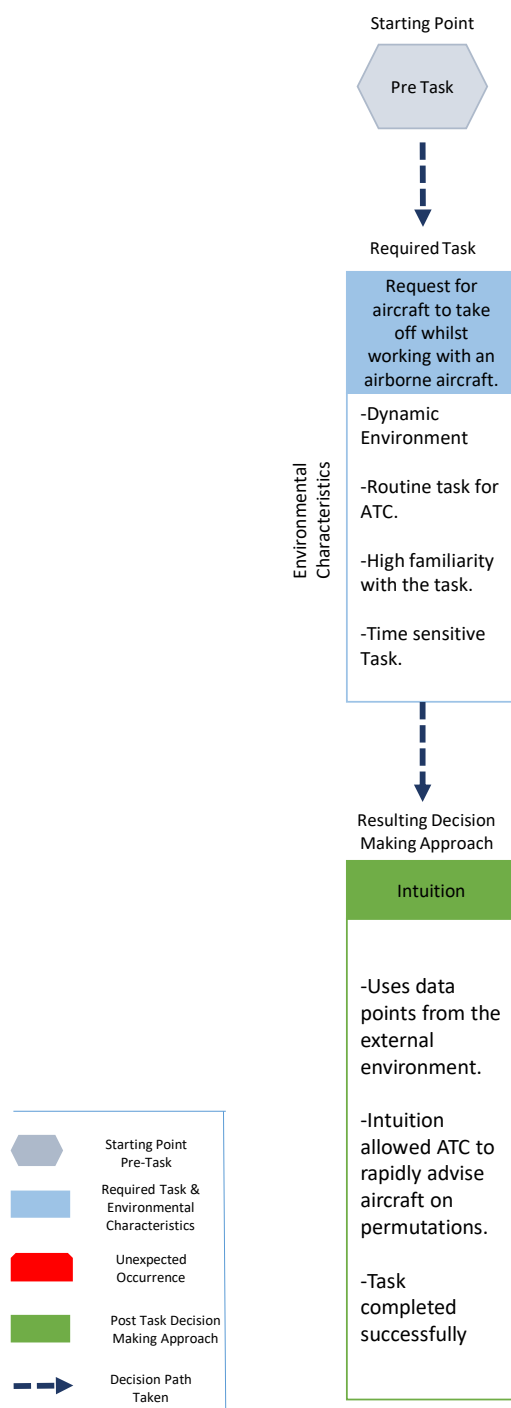 Starting Point
Pre Task
Required Task
Request for
aircraft to take
off whilst
working with an
airborne aircraft.
Environmental
Characteristics
-Dynamic
Environment
-Routine task for
ATC.
-High familiarity
with the task.
-Time sensitive
Task.
Resulting Decision
Making Approach
Intuition
-Uses data
points from the
external
environment.
-Intuition
allowed ATC to
rapidly advise
aircraft on
permutations.
-Task
completed
successfully
Starting Point
Pre-Task
Required Task &
Environmental
Characteristics
Unexpected
Occurrence
Post Task Decision
Making Approach
Decision Path
Taken